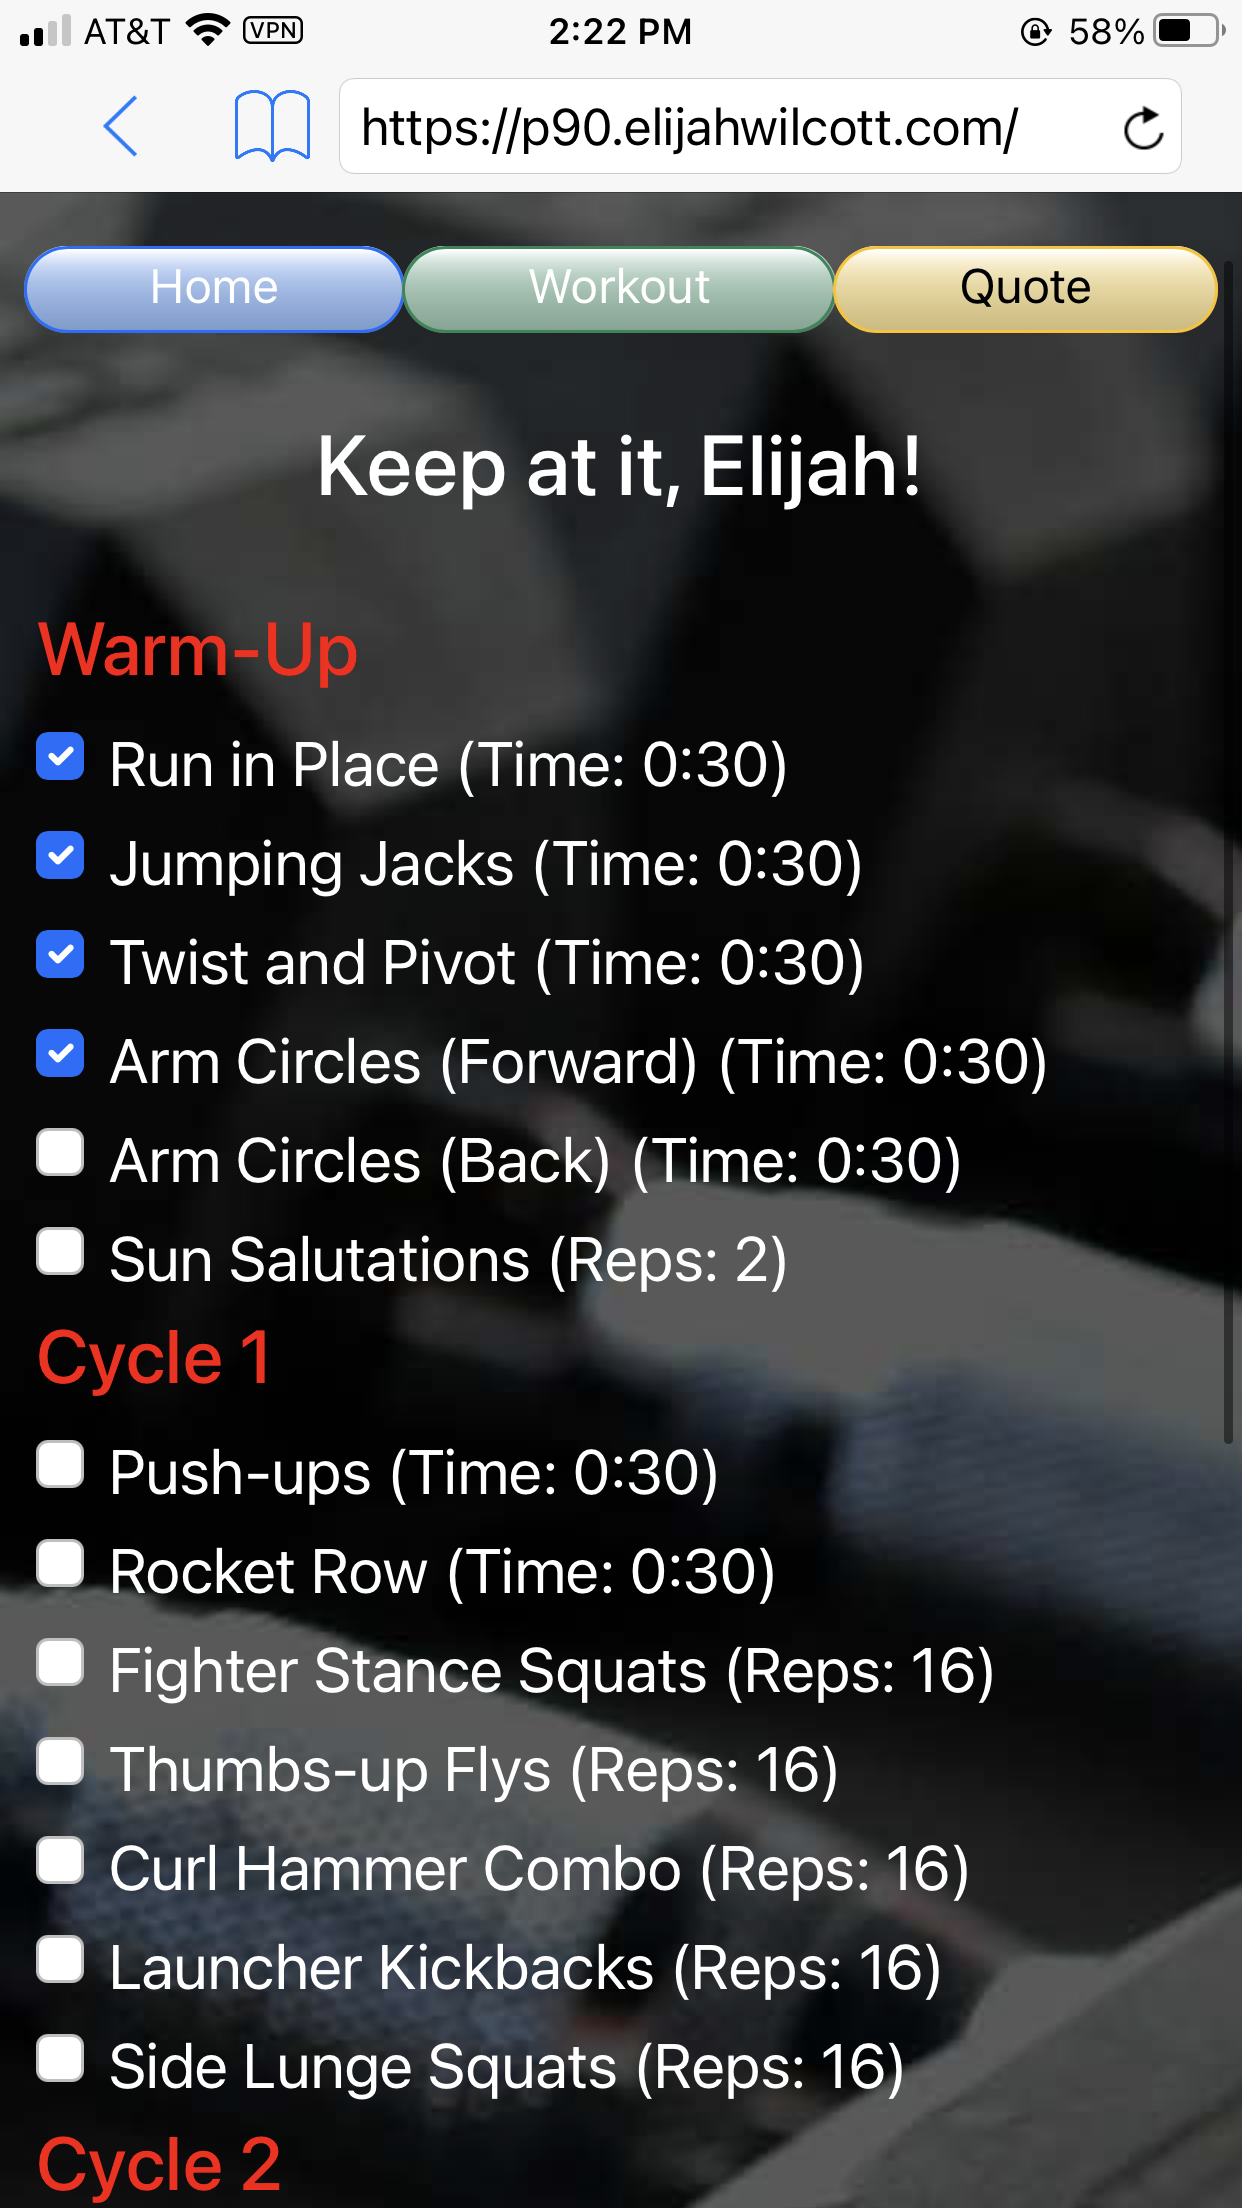 AT&T VPN 2:22 PM 58%
https://p90.elijahwilcott.com/
Home Workout Quote
Keep at it, Elijah!
Warm-Up
Run in Place (Time: 0:30)
Jumping Jacks (Time: 0:30)
Twist and Pivot (Time: 0:30)
Arm Circles (Forward) (Time: 0:30)
Arm Circles (Back) (Time: 0:30)
Sun Salutations (Reps: 2)
Cycle 1
Push-ups (Time: 0:30)
Rocket Row (Time: 0:30)
Fighter Stance Squats (Reps: 16)
Thumbs-up Flys (Reps: 16)
Curl Hammer Combo (Reps: 16)
Launcher Kickbacks (Reps: 16)
Side Lunge Squats (Reps: 16)
Cycle 2